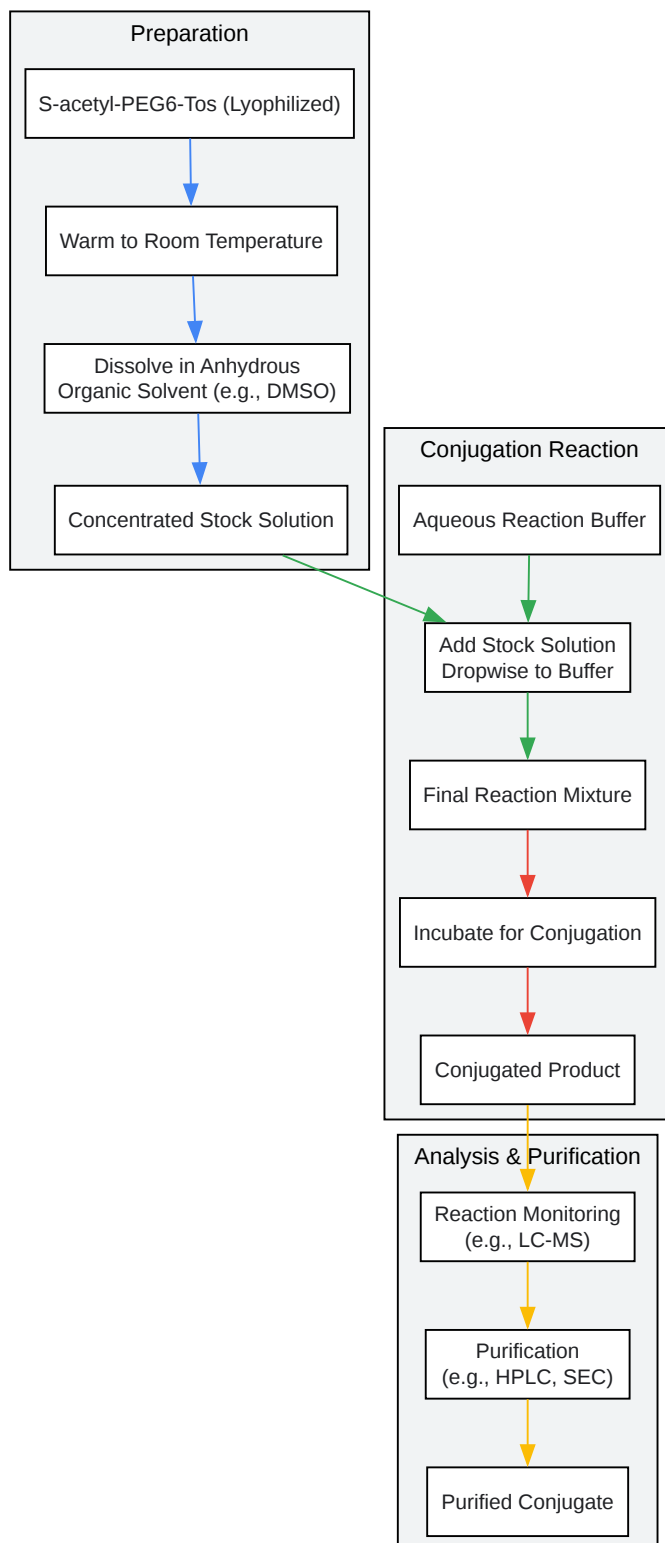 Preparation
S-acetyl-PEG6-Tos (Lyophilized)
Warm to Room Temperature
Dissolve in Anhydrous
Organic Solvent (e.g., DMSO)
Concentrated Stock Solution
Conjugation Reaction
Aqueous Reaction Buffer
Add Stock Solution
Dropwise to Buffer
Final Reaction Mixture
Incubate for Conjugation
Conjugated Product
Analysis & Purification
Reaction Monitoring
(e.g., LC-MS)
Purification
(e.g., HPLC, SEC)
Purified Conjugate